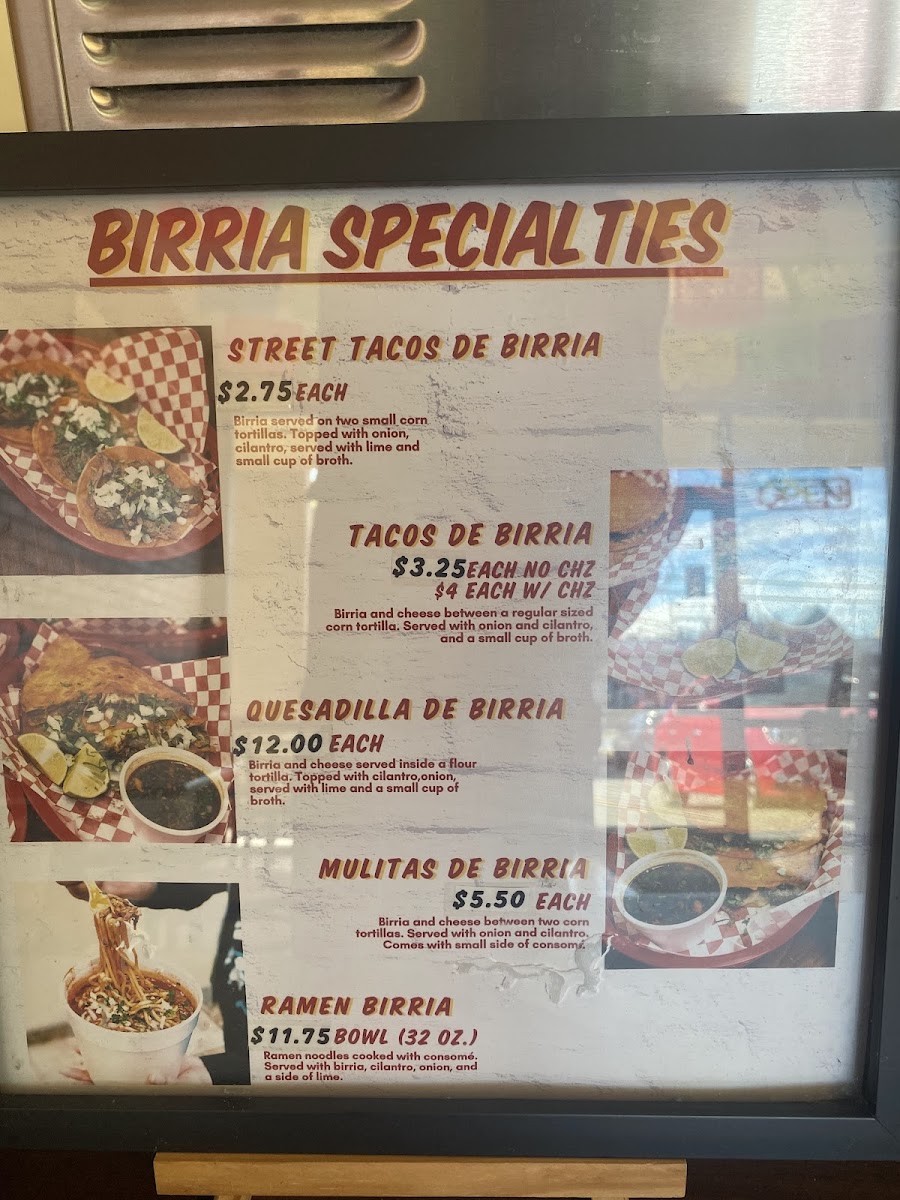 BIRRIA SPECIALTIES
STREET TACOS DE BIRRIA
$2.75 EACH
Birria served on two small corn
tortillas. Topped with onion,
cilantro, served with lime and
small cup of broth.
OPEN
TACOS DE BIRRIA
$3.25 EACH NO CHZ
$4 EACH W/ CHZ
Birria and cheese between a regular sized
corn tortilla. Served with onion and cilantro,
and a small cup of broth.
QUESADILLA DE BIRRIA
$12.00 EACH
Birria and cheese served inside a flour
tortilla. Topped with cilantro,onion,
served with lime and a small cup of
broth.
MULITAS DE BIRRIA
$5.50 EACH
Birria and cheese between two corn
tortillas. Served with onion and cilantro.
Comes with small side of consomé.
RAMEN BIRRIA
$11.75 BOWL (32 OZ.)
Ramen noodles cooked with consomé.
Served with birria, cilantro, onion, and
a side of lime.